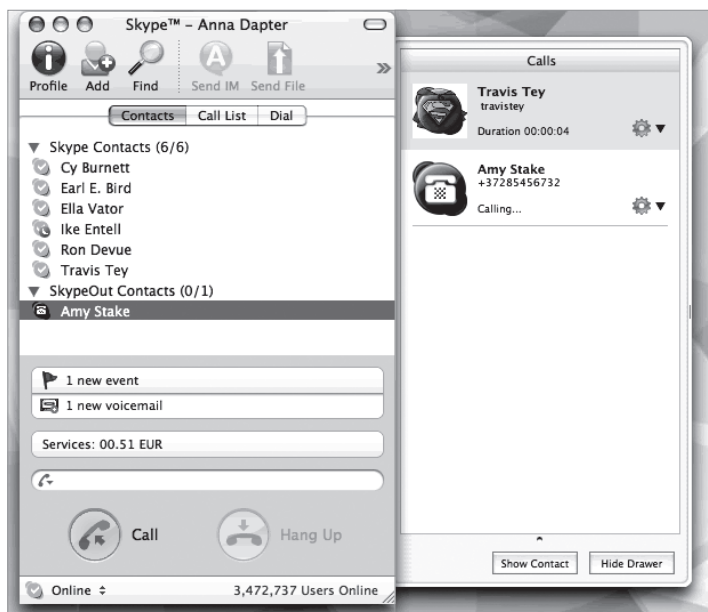 Skype™ – Anna Dapter
Profile Add Find Send IM Send File
Contacts Call List Dial
Skype Contacts (6/6)
Cy Burnett
Earl E. Bird
Ella Vator
Ike Entell
Ron Devue
Travis Tey
SkypeOut Contacts (0/1)
Amy Stake
1 new event
1 new voicemail
Services: 00.51 EUR
Call Hang Up
Online 3,472,737 Users Online
Calls
Travis Tey
travistey
Duration 00:00:04
Amy Stake
+37285456732
Calling...
Show Contact Hide Drawer